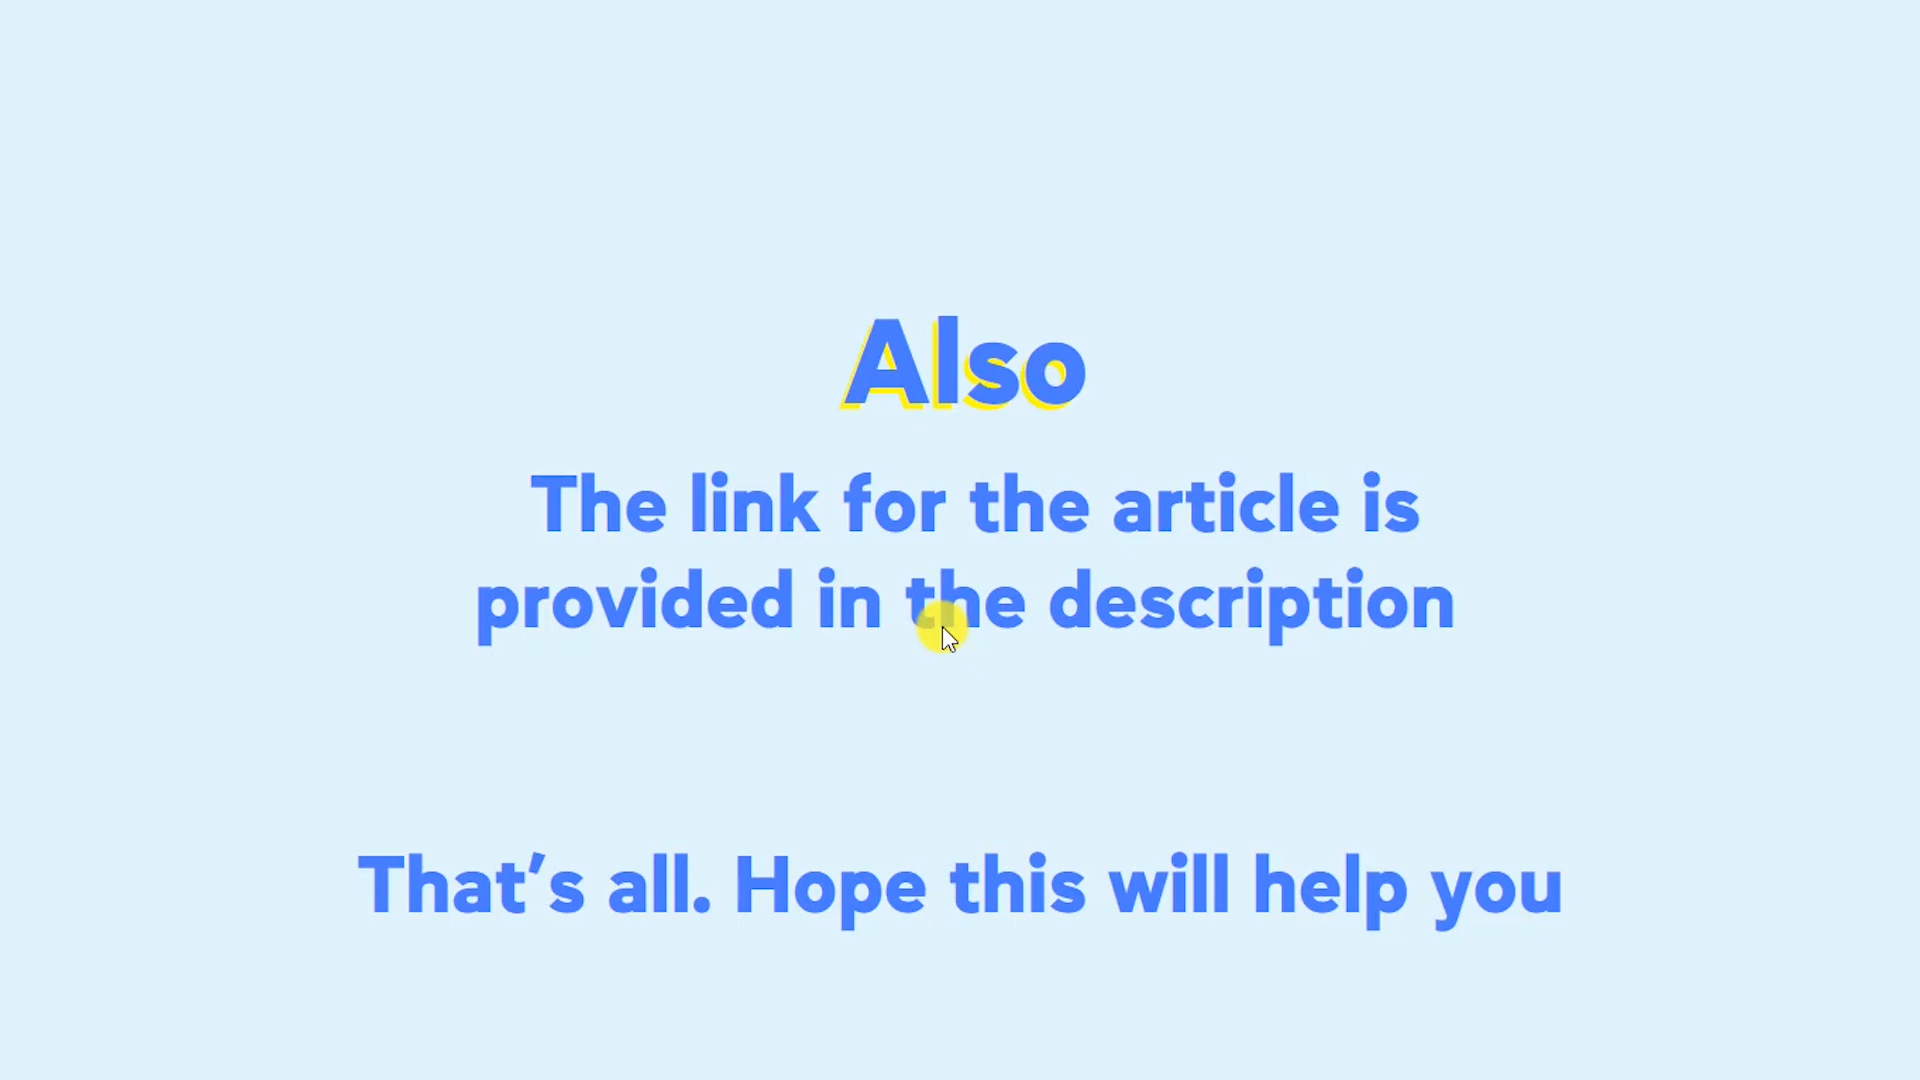 Also
The link for the article is
provided in the description
That’s all. Hope this will help you